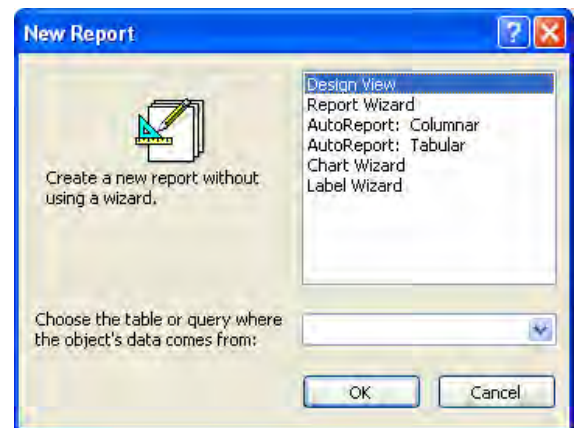 New Report
Design View
Report Wizard
AutoReport: Columnar
AutoReport: Tabular
Chart Wizard
Label Wizard
Create a new report without
using a wizard.
Choose the table or query where
the object's data comes from:
OK
Cancel